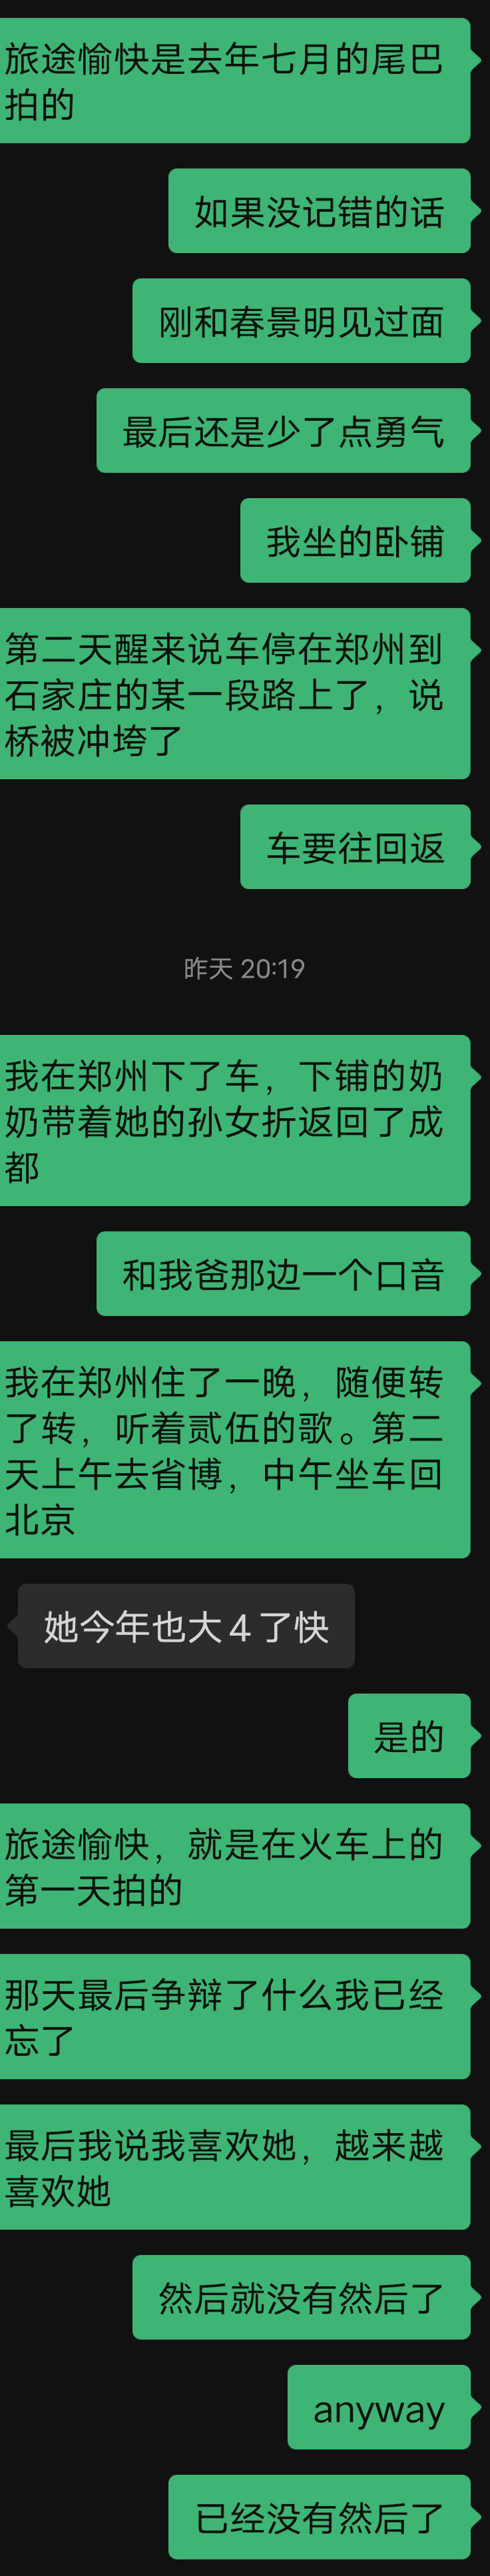 旅途愉快是去年七月的尾巴
拍的
如果没记错的话
刚和春景明见过面
最后还是少了点勇气
我坐的卧铺
第二天醒来说车停在郑州到
石家庄的某一段路上了，说
桥被冲垮了
车要往回返
昨天 20:19
我在郑州下了车，下铺的奶
奶带着她的孙女折返回了成
都
和我爸那边一个口音
我在郑州住了一晚，随便转
了转，听着贰伍的歌。第二
天上午去省博，中午坐车回
北京
她今年也大4了快
是的
旅途愉快，就是在火车上的
第一天拍的
那天最后争辩了什么我已经
忘了
最后我说我喜欢她，越来越
喜欢她
然后就没有然后了
anyway
已经没有然后了